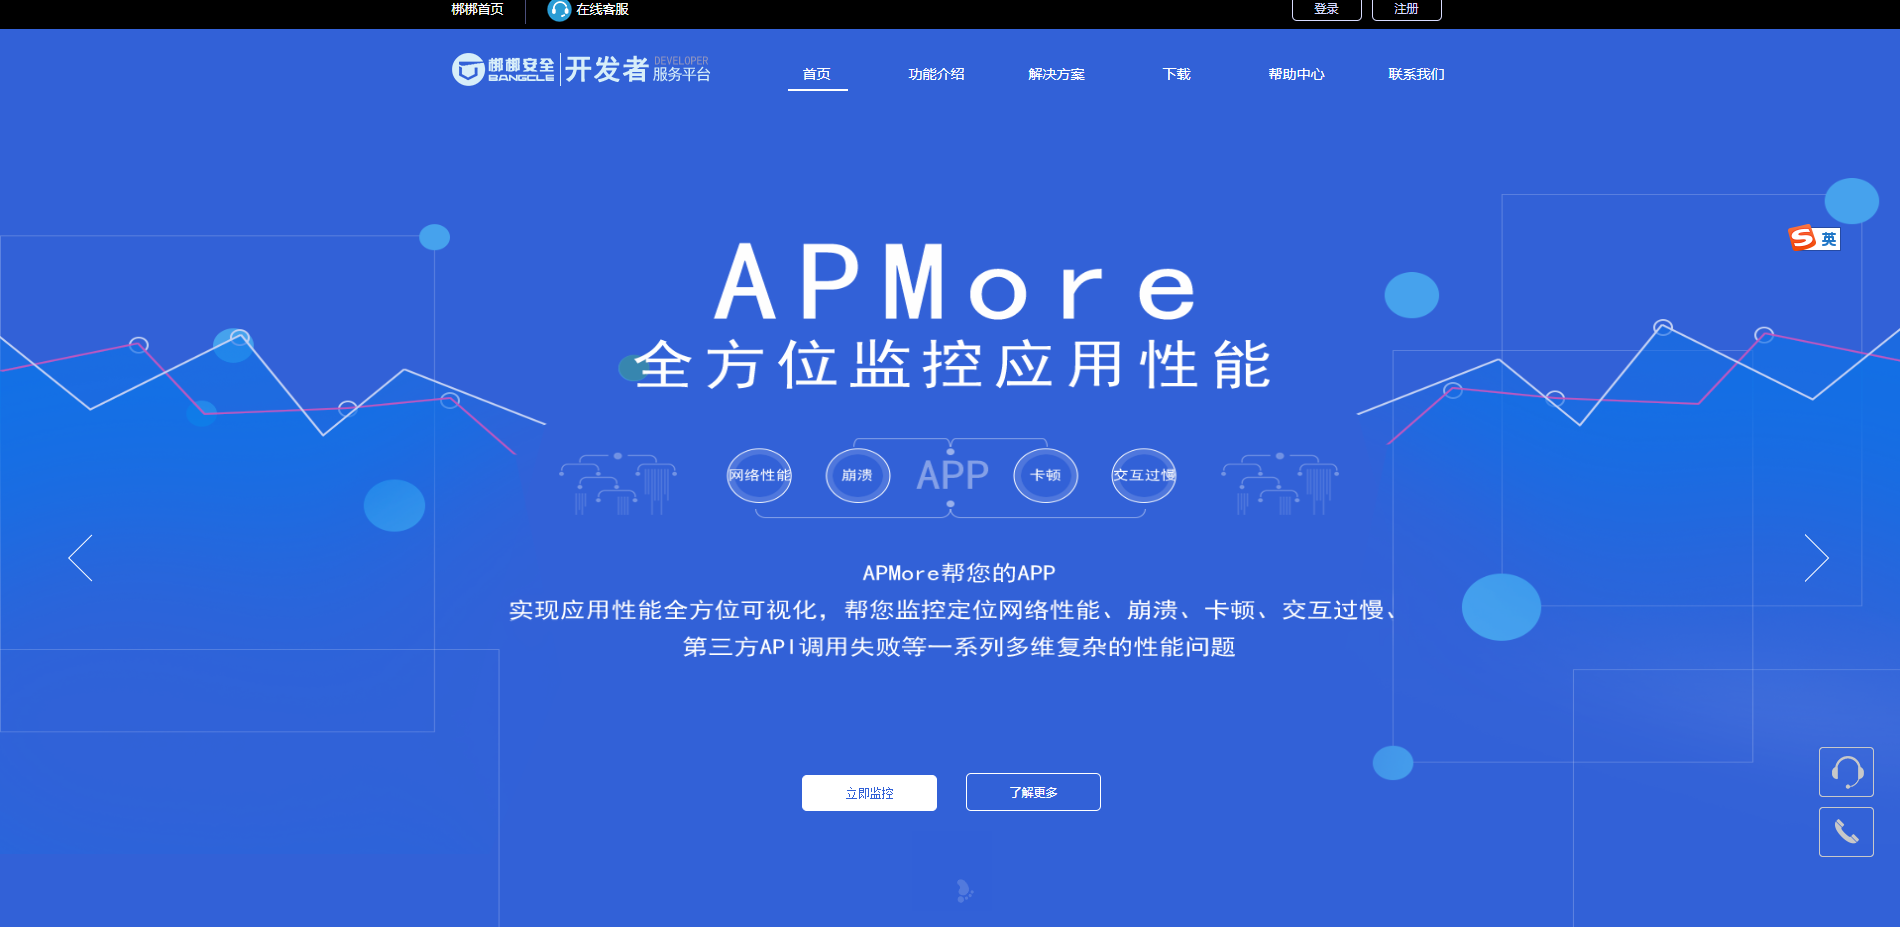 梆梆首页 在线客服 登录 注册
梆梆安全 BANGCLE 开发者 DEVELOPER 服务平台
首页 功能介绍 解决方案 下载 帮助中心 联系我们
APMore
英
全方位监控应用性能
网络性能 崩溃 APP 卡顿 交互过慢
APMore帮您的APP
实现应用性能全方位可视化，帮您监控定位网络性能、崩溃、卡顿、交互过慢、
第三方API调用失败等一系列多维复杂的性能问题
立即监控 了解更多